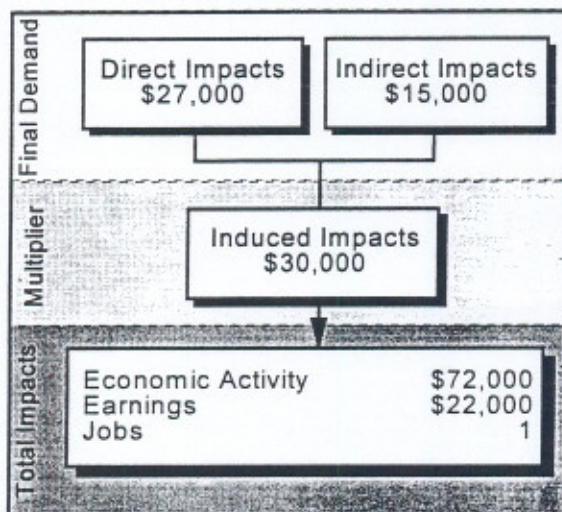 Final Demand
Direct Impacts
$27,000
Indirect Impacts
$15,000
Multiplier
Induced Impacts
$30,000
Total Impacts
Economic Activity $72,000
Earnings $22,000
Jobs 1